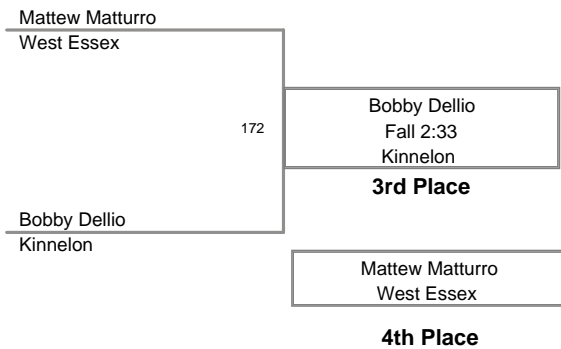 Mattew Matturro
West Essex
172
Bobby Dellio
Fall 2:33
Kinnelon
3rd Place
Bobby Dellio
Kinnelon
Mattew Matturro
West Essex
4th Place